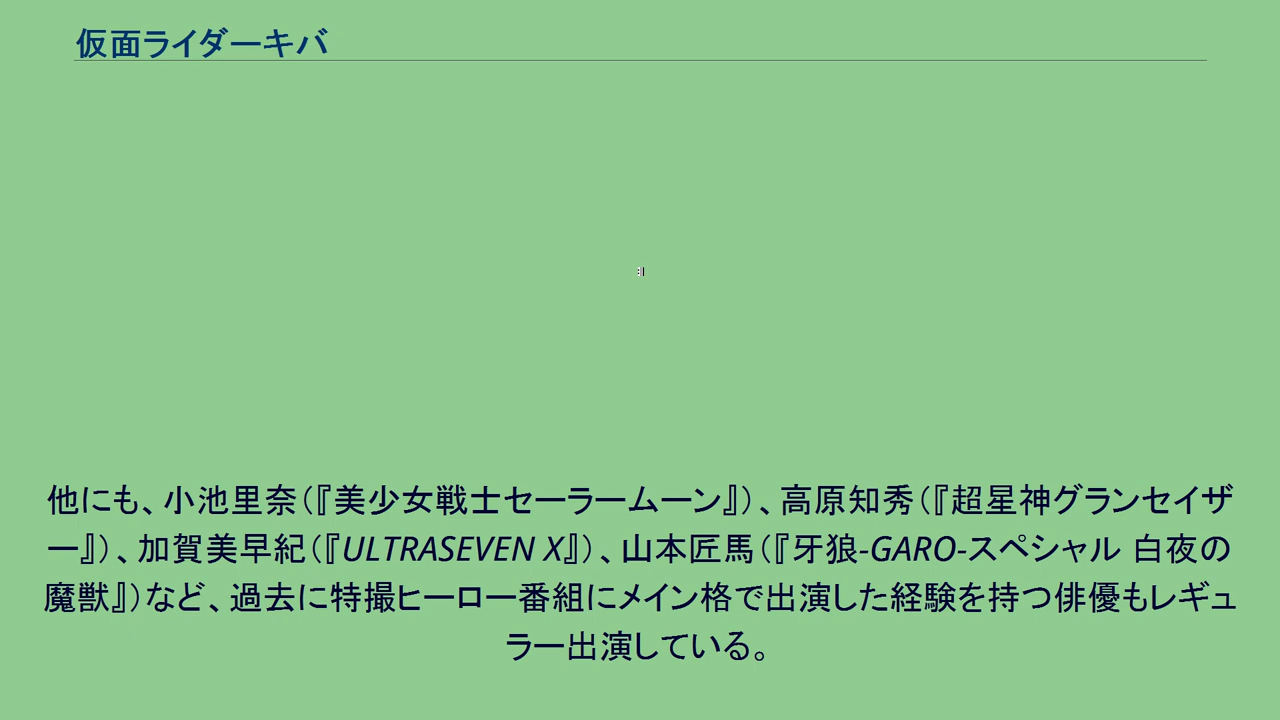 仮面ライダーキバ
他にも、小池里奈(『美少女戦士セーラームーン』)、高原知秀(『超星神グランセイザ
ー』)、加賀美早紀(『ULTRASEVEN X』)、山本匠馬(『牙狼-GARO-スペシャル 白夜の
魔獣』)など、過去に特撮ヒーロー番組にメイン格で出演した経験を持つ俳優もレギュ
ラー出演している。